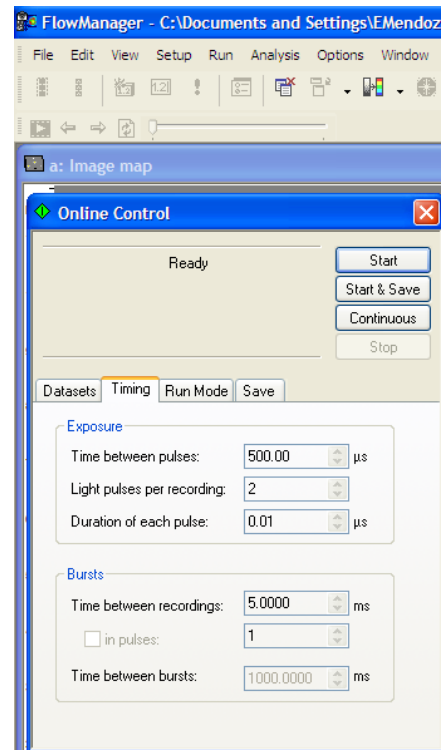 FlowManager - C:\Documents and Settings\EMendoz
File Edit View Setup Run Analysis Options Window
1.2
a: Image map
Online Control
Ready
Start
Start & Save
Continuous
Stop
Datasets Timing Run Mode Save
Exposure
Time between pulses: 500.00 µs
Light pulses per recording: 2
Duration of each pulse: 0.01 µs
Bursts
Time between recordings: 5.0000 ms
in pulses: 1
Time between bursts: 1000.0000 ms